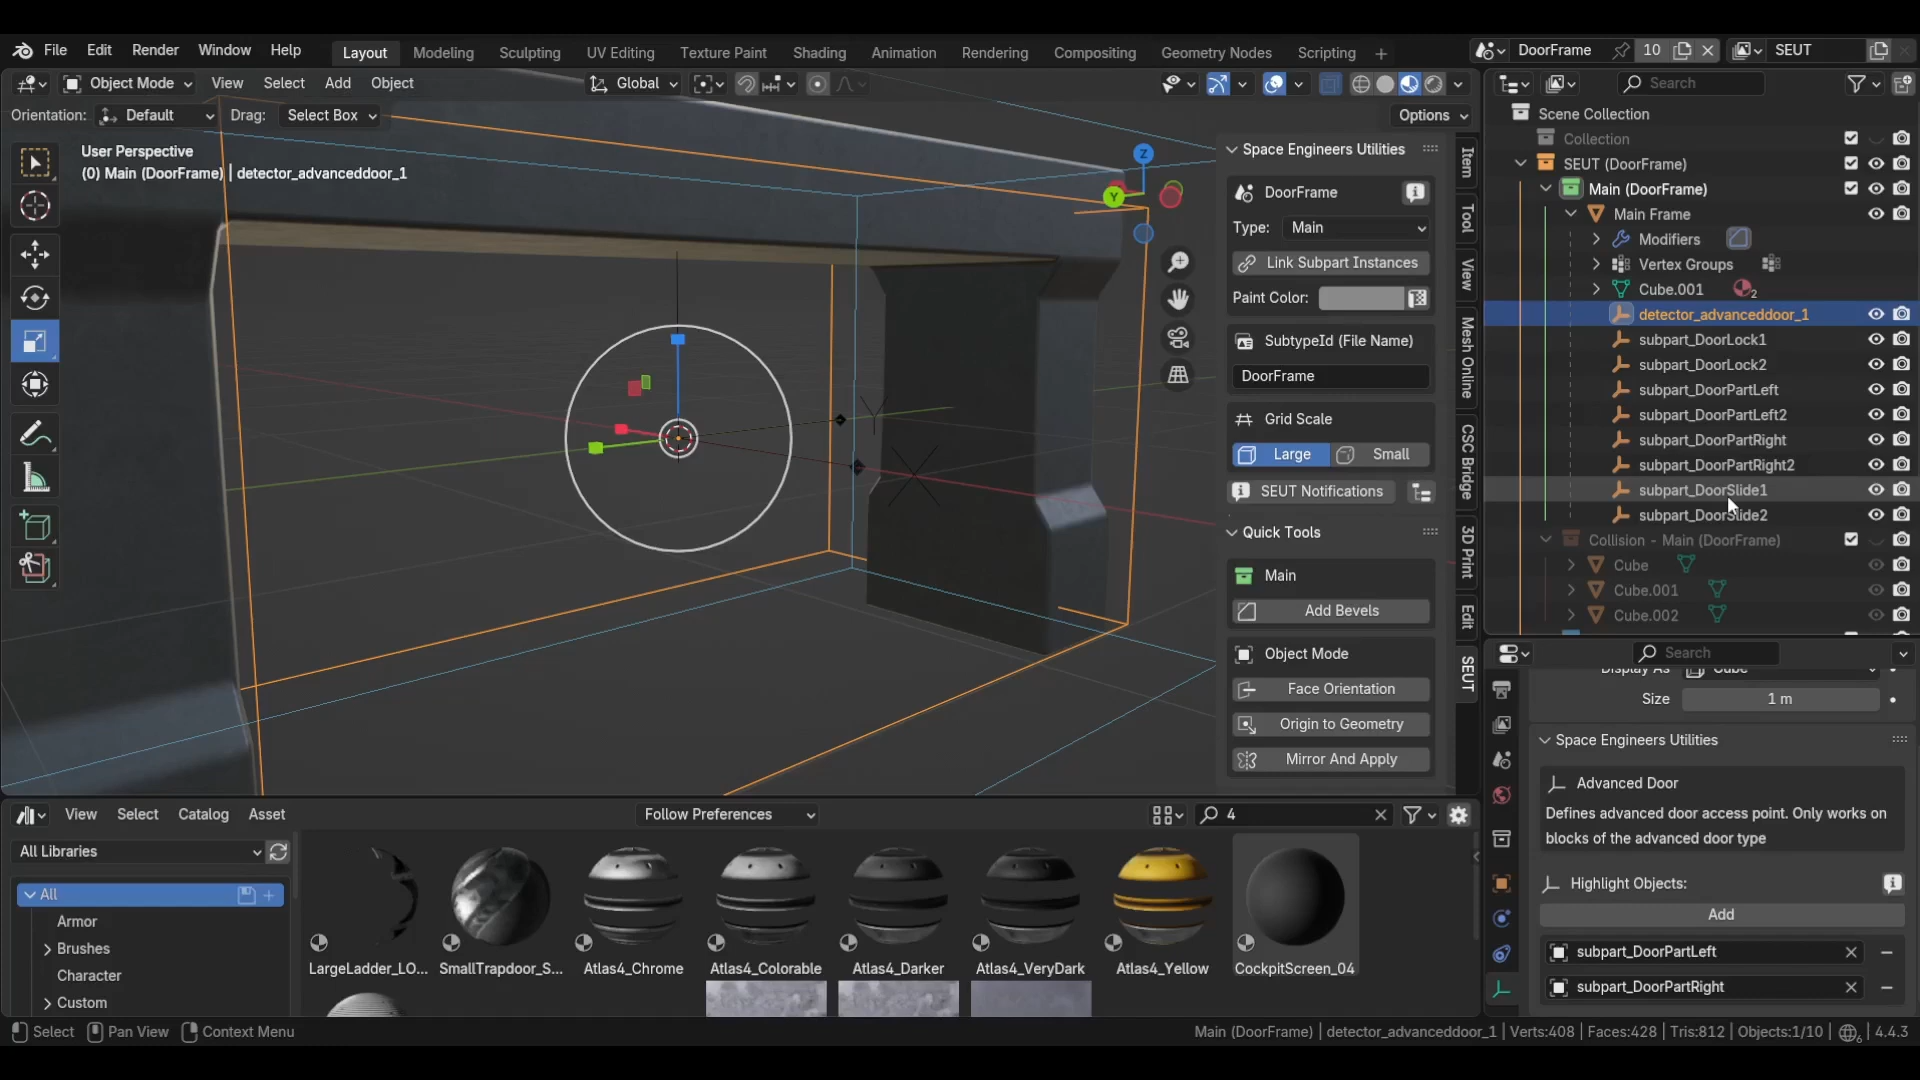 File Edit Render Window Help Layout Modeling Sculpting UV Editing Texture Paint Shading Animation Rendering Compositing Geometry Nodes Scripting + DoorFrame 10 SEUT
Object Mode View Select Add Object Global Search
Orientation: Default Drag: Select Box Options
User Perspective
(0) Main (DoorFrame) | detector_advanceddoor_1
Z
Y
Space Engineers Utilities
DoorFrame
Type: Main
Link Subpart Instances
Paint Color:
SubtypeId (File Name)
DoorFrame
Grid Scale
Large Small
SEUT Notifications
Quick Tools
Main
Add Bevels
Object Mode
Face Orientation
Origin to Geometry
Mirror And Apply
Item
Tool
View
Mesh Online
CSC Bridge
3D Print
Edit
SEUT
Scene Collection
Collection
SEUT (DoorFrame)
Main (DoorFrame)
Main Frame
Modifiers
Vertex Groups
Cube.001 2
detector_advanceddoor_1
subpart_DoorLock1
subpart_DoorLock2
subpart_DoorPartLeft
subpart_DoorPartLeft2
subpart_DoorPartRight
subpart_DoorPartRight2
subpart_DoorSlide1
subpart_DoorSlide2
Collision - Main (DoorFrame)
Cube
Cube.001
Cube.002
Search
Display As Cube
Size 1 m
Space Engineers Utilities
Advanced Door
Defines advanced door access point. Only works on
blocks of the advanced door type
Highlight Objects:
Add
subpart_DoorPartLeft
subpart_DoorPartRight
View Select Catalog Asset Follow Preferences 4
All Libraries
All
Armor
Brushes
Character
Custom
LargeLadder_LO... SmallTrapdoor_S... Atlas4_Chrome Atlas4_Colorable Atlas4_Darker Atlas4_VeryDark Atlas4_Yellow CockpitScreen_04
Select Pan View Context Menu Main (DoorFrame) | detector_advanceddoor_1 | Verts:408 | Faces:428 | Tris:812 | Objects:1/10 | 6 | 4.4.3